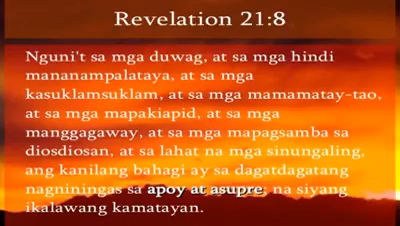 Revelation 21:8
Nguni't sa mga duwag, at sa mga hindi
mananampalataya, at sa mga
kasuklamsuklam, at sa mga mamamatay-tao,
at sa mga mapakiapid, at sa mga
manggagaway, at sa mga mapagsamba sa
diosdiosan, at sa lahat na mga sinungaling,
ang kanilang bahagi ay sa dagatdagatang
nagniningas sa apoy at asupre; na siyang
ikalawang kamatayan.